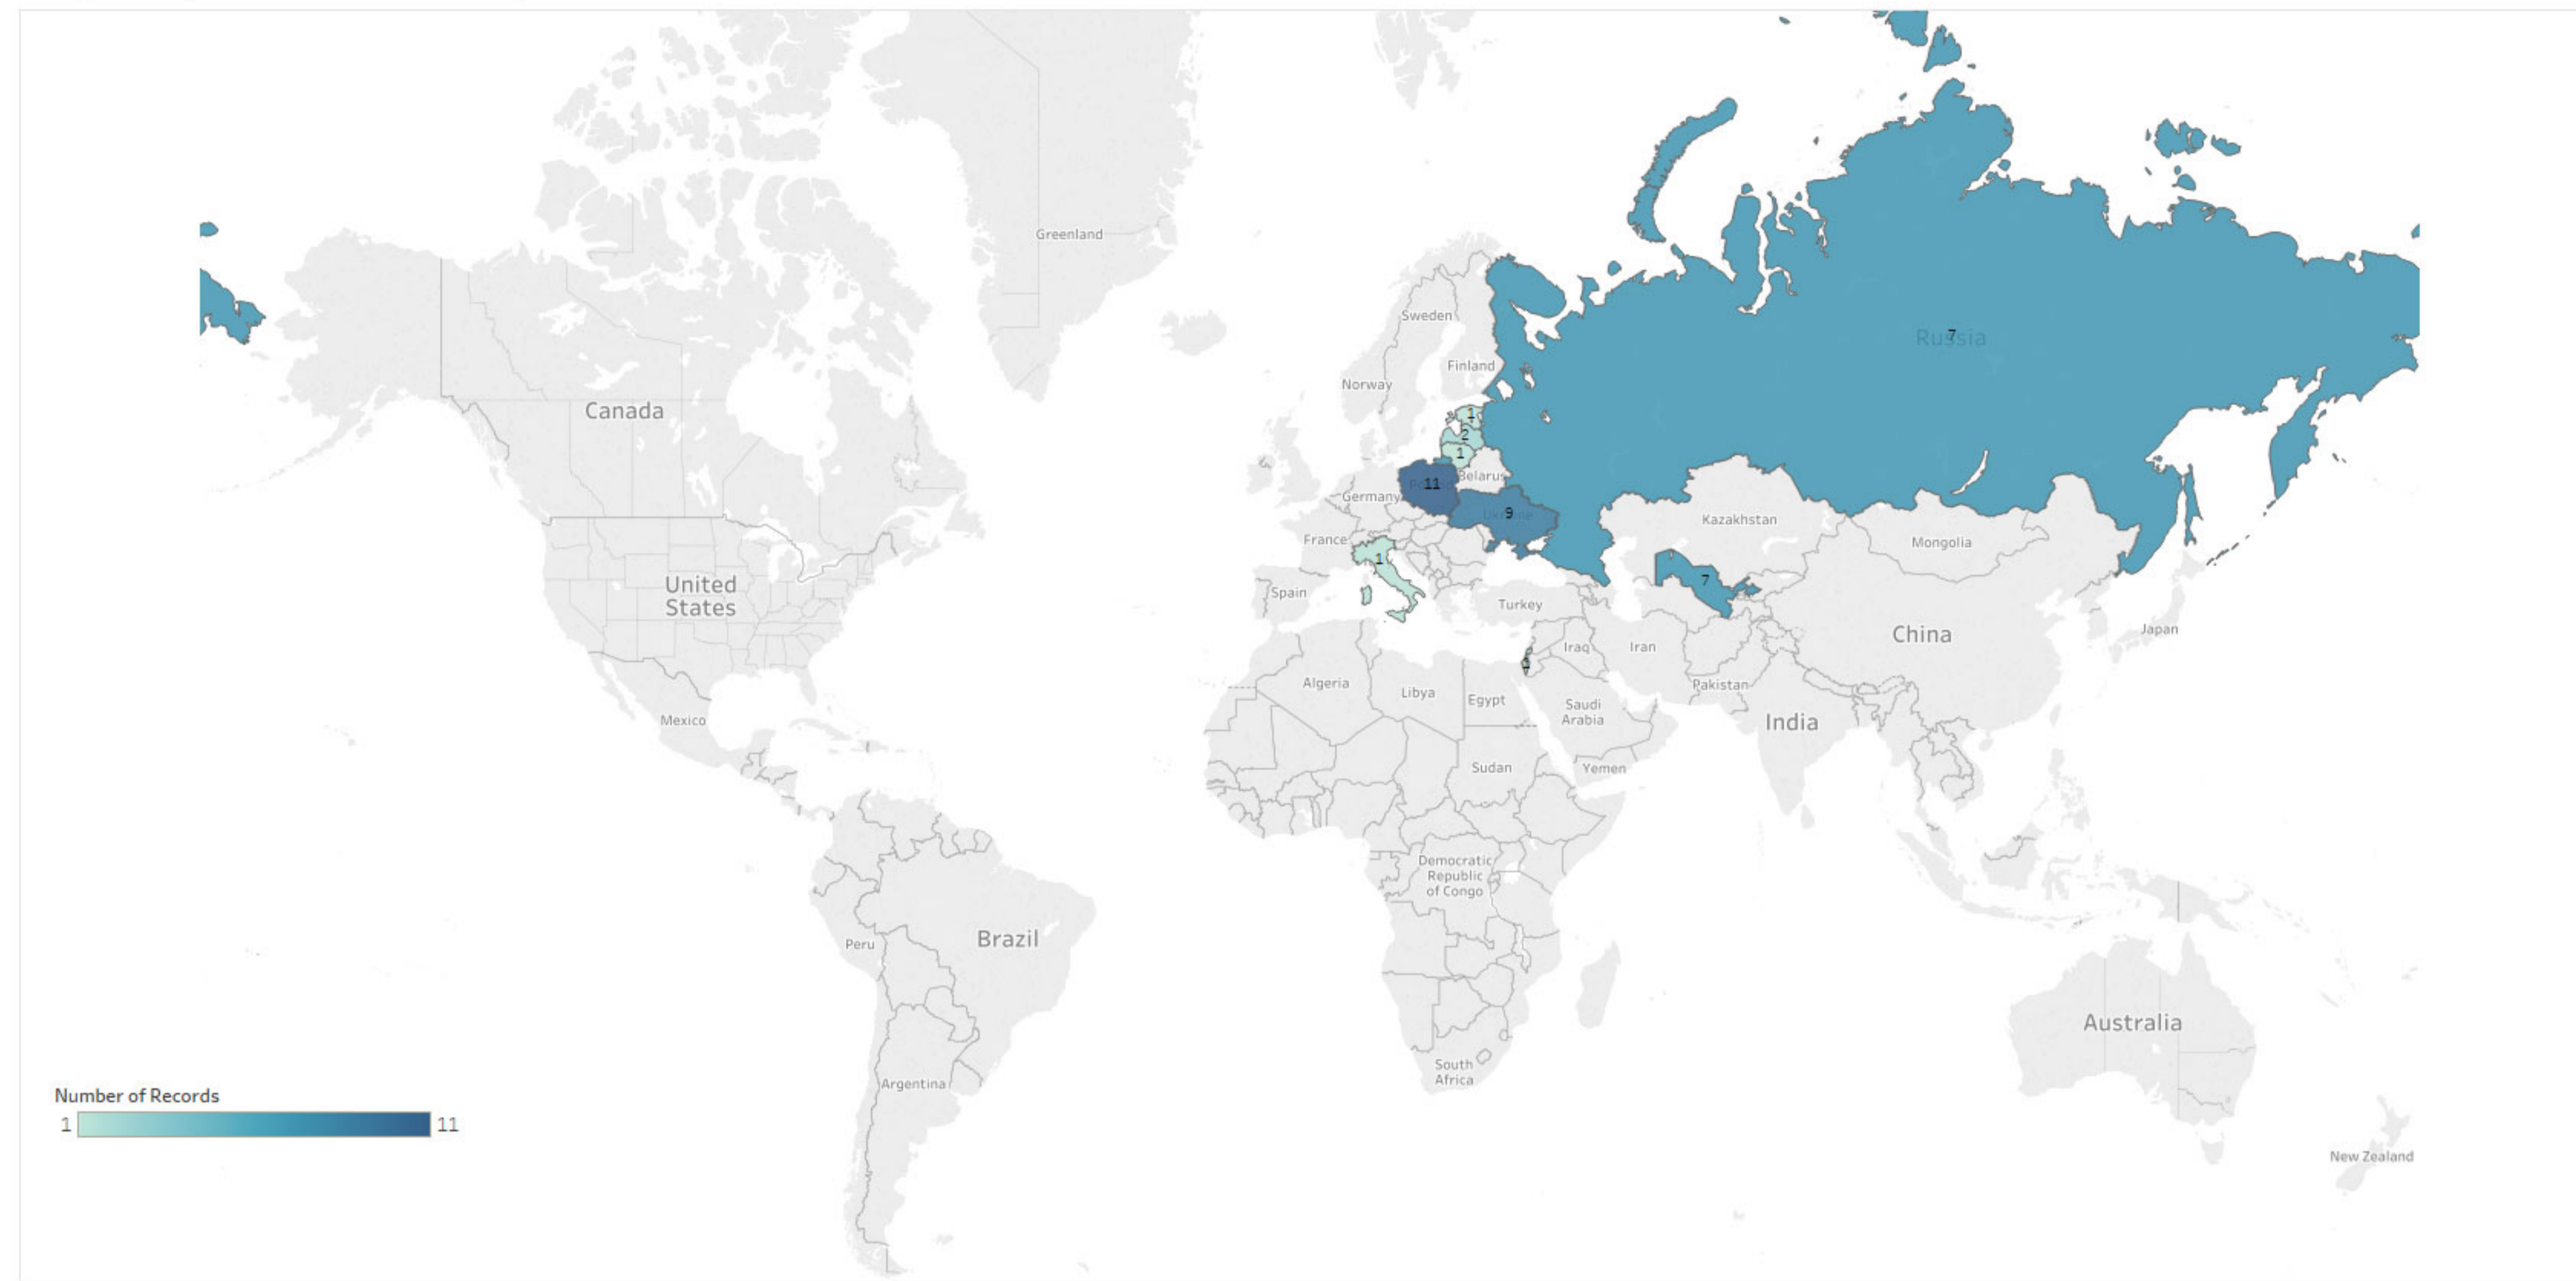 Greenland
Russia
7
Sweden
Finland
Canada
Norway
1
2
1
Belarus
11
Germany
Ukraine
9
Kazakhstan
France
Mongolia
1
7
United
States
Spain
Turkey
Japan
China
Iraq
Iran
Algeria
Libya
Egypt
Pakistan
Saudi
Arabia
Mexico
India
Sudan
Yemen
Democratic
Republic
of Congo
Peru
Brazil
Australia
South
Africa
Argentina
Number of Records
1
11
New Zealand